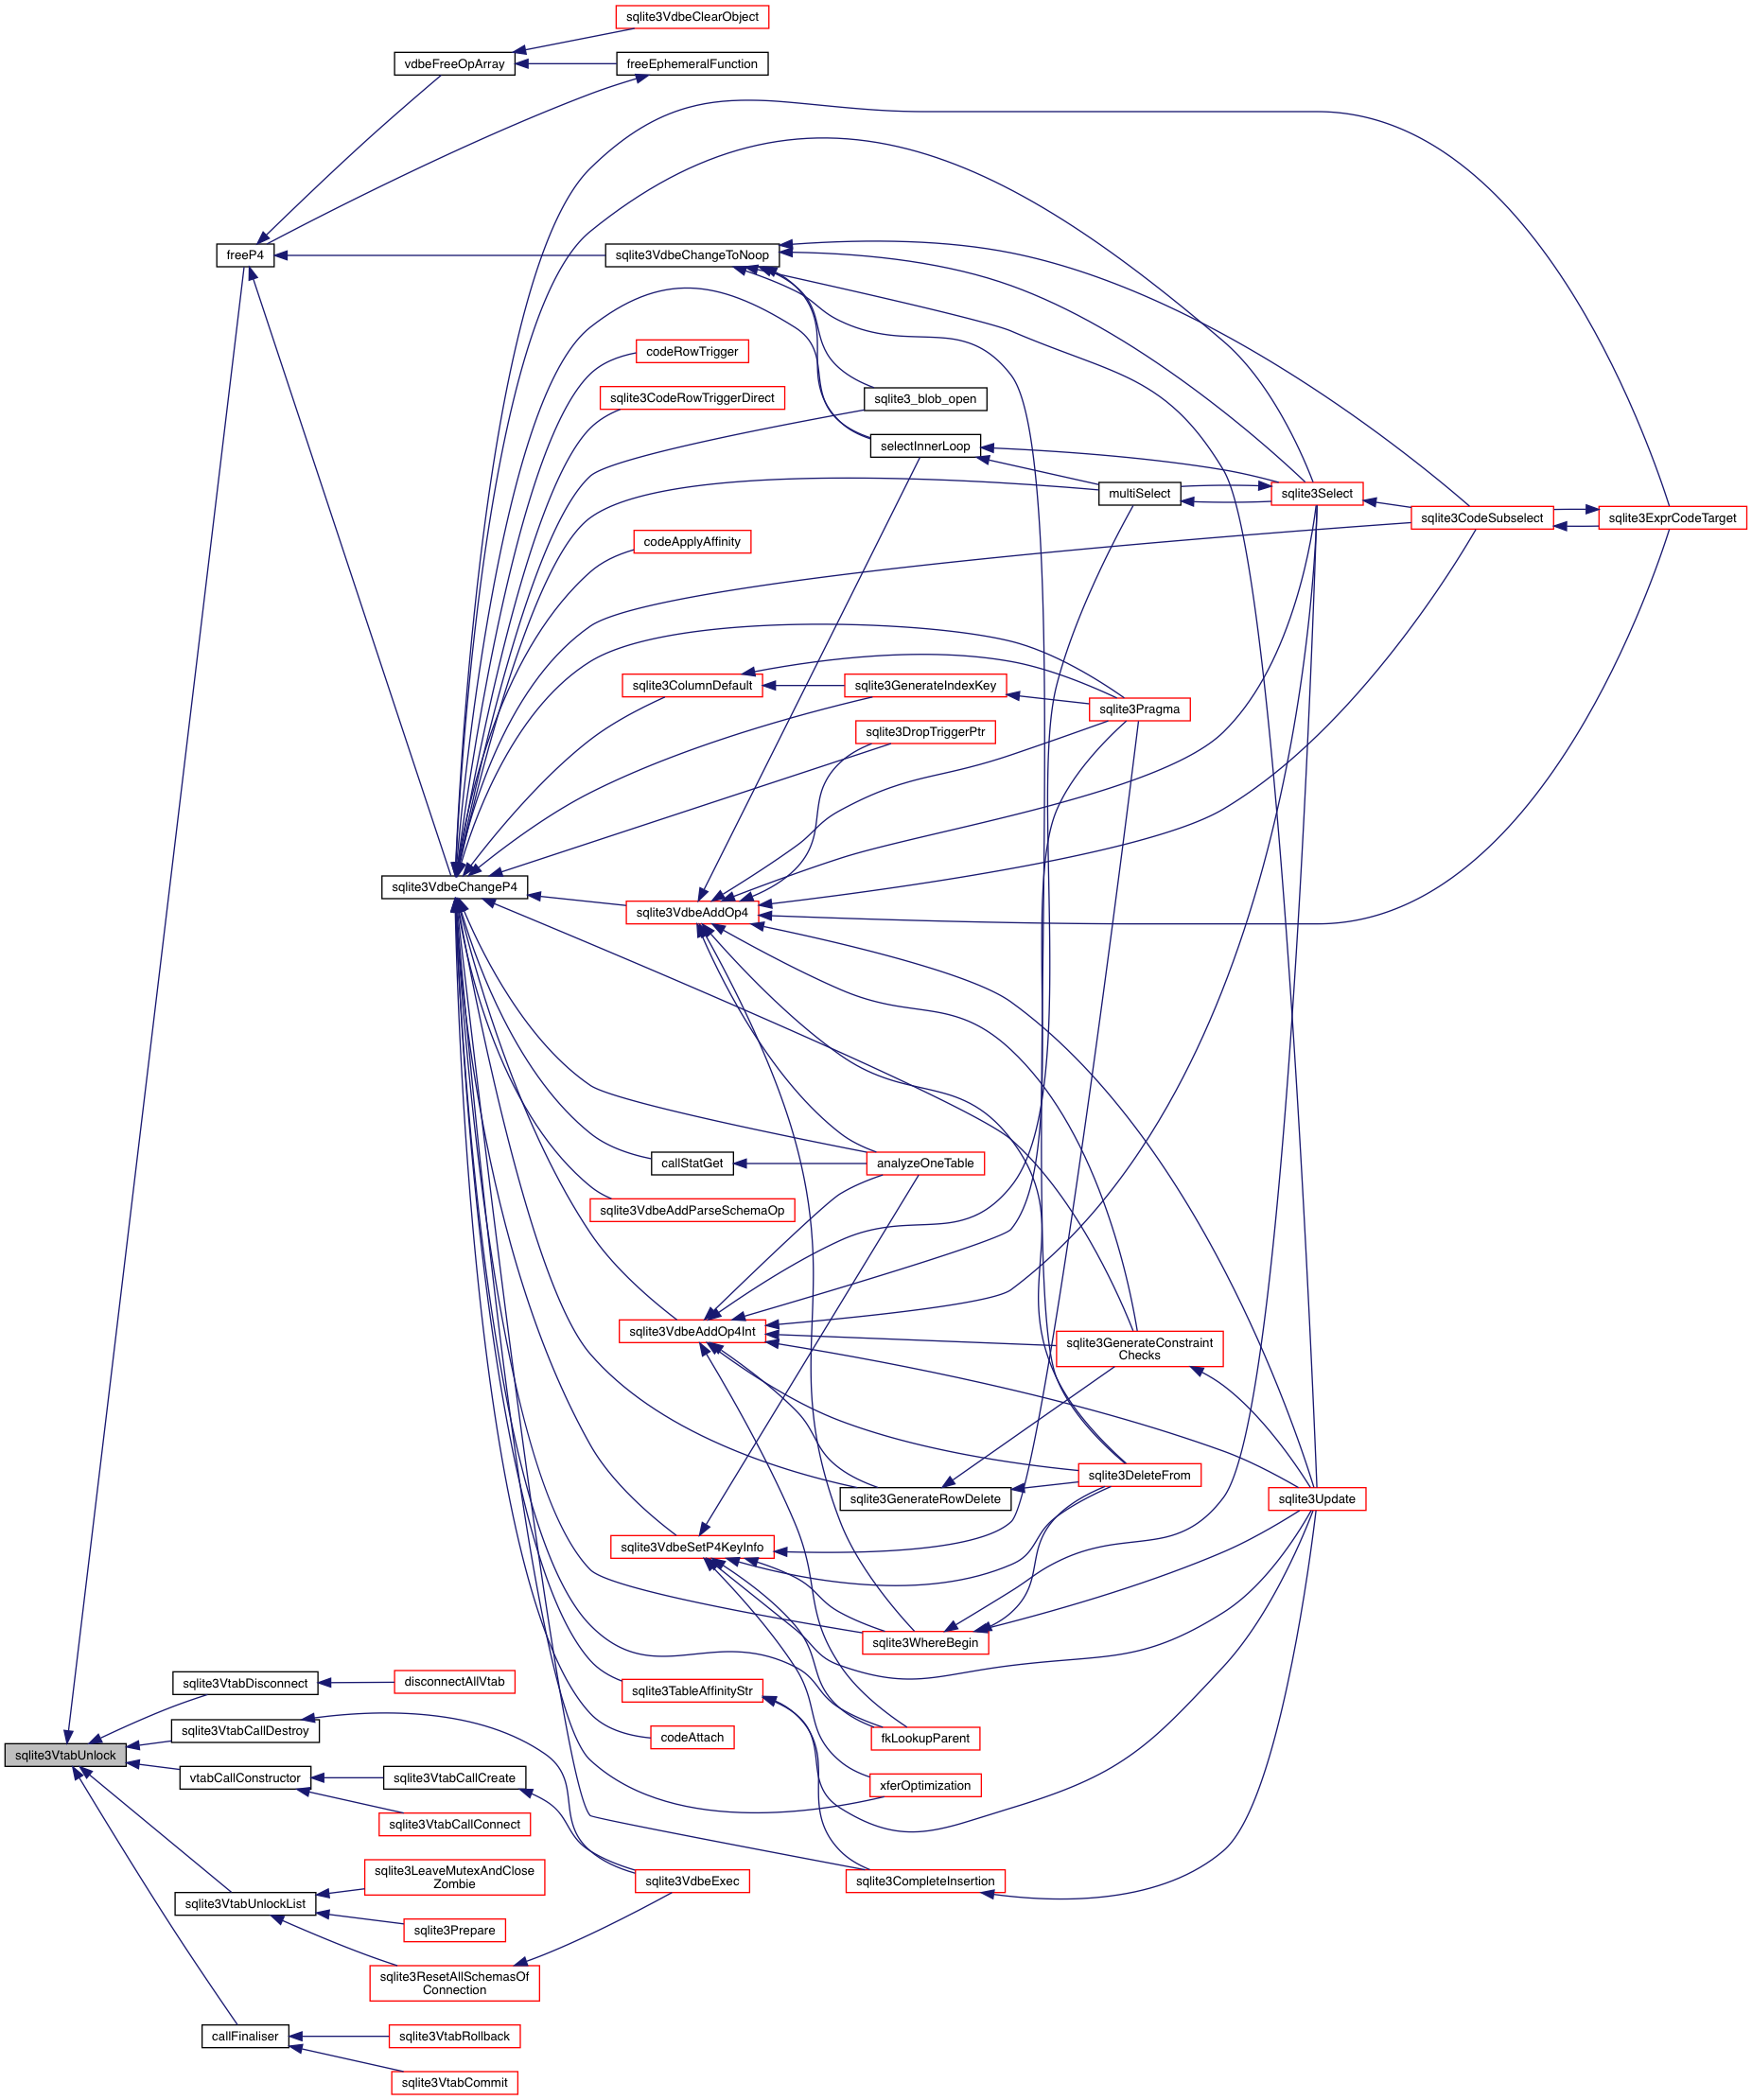 sqlite3VdbeClearObject
vdbeFreeOpArray
freeEphemeralFunction
freeP4
sqlite3VdbeChangeToNoop
codeRowTrigger
sqlite3CodeRowTriggerDirect
sqlite3_blob_open
selectInnerLoop
multiSelect
sqlite3Select
sqlite3CodeSubselect
sqlite3ExprCodeTarget
codeApplyAffinity
sqlite3ColumnDefault
sqlite3GenerateIndexKey
sqlite3Pragma
sqlite3DropTriggerPtr
sqlite3VdbeChangeP4
sqlite3VdbeAddOp4
callStatGet
analyzeOneTable
sqlite3VdbeAddParseSchemaOp
sqlite3VdbeAddOp4Int
sqlite3GenerateConstraint
Checks
sqlite3DeleteFrom
sqlite3GenerateRowDelete
sqlite3Update
sqlite3VdbeSetP4KeyInfo
sqlite3WhereBegin
sqlite3VtabDisconnect
disconnectAllVtab
sqlite3TableAffinityStr
sqlite3VtabCallDestroy
codeAttach
fkLookupParent
sqlite3VtabUnlock
vtabCallConstructor
sqlite3VtabCallCreate
xferOptimization
sqlite3VtabCallConnect
sqlite3LeaveMutexAndClose
Zombie
sqlite3VdbeExec
sqlite3CompleteInsertion
sqlite3VtabUnlockList
sqlite3Prepare
sqlite3ResetAllSchemasOf
Connection
callFinaliser
sqlite3VtabRollback
sqlite3VtabCommit